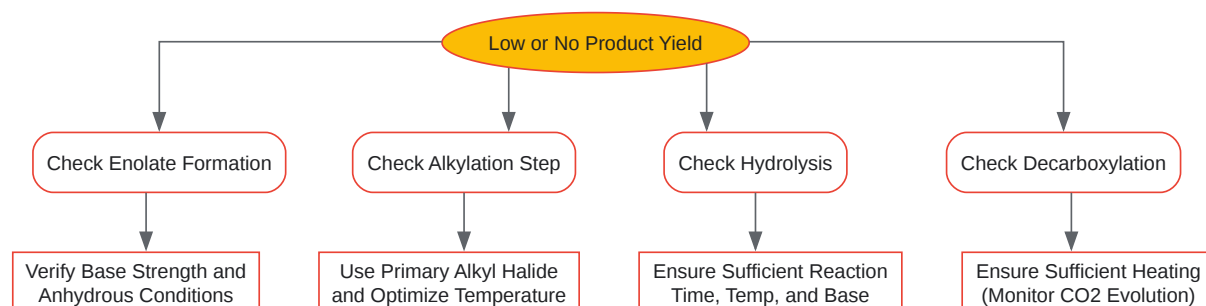 Low or No Product Yield
Check Enolate Formation
Check Alkylation Step
Check Hydrolysis
Check Decarboxylation
Verify Base Strength and
Anhydrous Conditions
Use Primary Alkyl Halide
and Optimize Temperature
Ensure Sufficient Reaction
Time, Temp, and Base
Ensure Sufficient Heating
(Monitor CO2 Evolution)